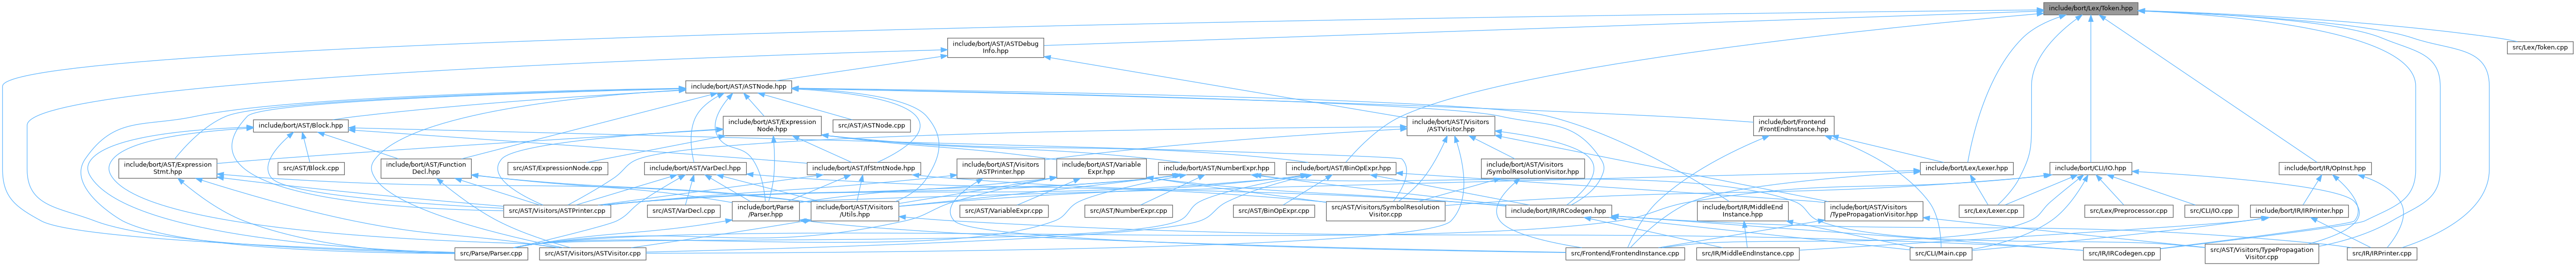 include/bort/Lex/Token.hpp
include/bort/AST/ASTDebug
Info.hpp
src/Lex/Token.cpp
include/bort/AST/ASTNode.hpp
include/bort/AST/Block.hpp
include/bort/AST/Expression
Node.hpp
src/AST/ASTNode.cpp
include/bort/AST/Visitors
/ASTVisitor.hpp
include/bort/Frontend
/FrontEndInstance.hpp
include/bort/AST/Expression
Stmt.hpp
src/AST/Block.cpp
include/bort/AST/Function
Decl.hpp
src/AST/ExpressionNode.cpp
include/bort/AST/VarDecl.hpp
include/bort/AST/IfStmtNode.hpp
include/bort/AST/Visitors
/ASTPrinter.hpp
include/bort/AST/Variable
Expr.hpp
include/bort/AST/NumberExpr.hpp
include/bort/AST/BinOpExpr.hpp
include/bort/AST/Visitors
/SymbolResolutionVisitor.hpp
include/bort/Lex/Lexer.hpp
include/bort/CLI/IO.hpp
include/bort/IR/OpInst.hpp
src/AST/Visitors/ASTPrinter.cpp
src/AST/VarDecl.cpp
include/bort/Parse
/Parser.hpp
include/bort/AST/Visitors
/Utils.hpp
src/AST/VariableExpr.cpp
src/AST/NumberExpr.cpp
src/AST/BinOpExpr.cpp
src/AST/Visitors/SymbolResolution
Visitor.cpp
include/bort/IR/IRCodegen.hpp
include/bort/IR/MiddleEnd
Instance.hpp
include/bort/AST/Visitors
/TypePropagationVisitor.hpp
src/Lex/Lexer.cpp
src/Lex/Preprocessor.cpp
src/CLI/IO.cpp
include/bort/IR/IRPrinter.hpp
src/Parse/Parser.cpp
src/AST/Visitors/ASTVisitor.cpp
src/Frontend/FrontendInstance.cpp
src/IR/MiddleEndInstance.cpp
src/CLI/Main.cpp
src/IR/IRCodegen.cpp
src/AST/Visitors/TypePropagation
Visitor.cpp
src/IR/IRPrinter.cpp